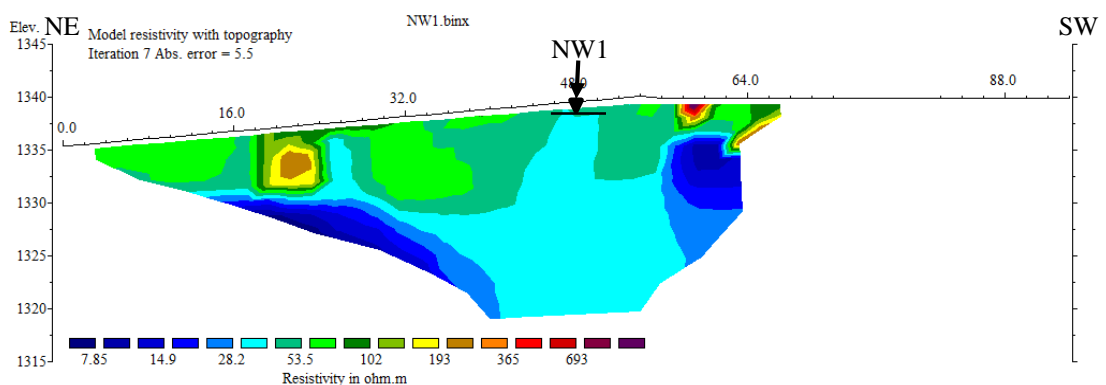 NW1.binx
Elev. NE SW
Model resistivity with topography
Iteration 7 Abs. error = 5.5
NW1
1345
1340
1335
1330
1325
1320
1315
0.0 16.0 32.0 48.0 64.0 88.0
7.85 14.9 28.2 53.5 102 193 365 693
Resistivity in ohm.m